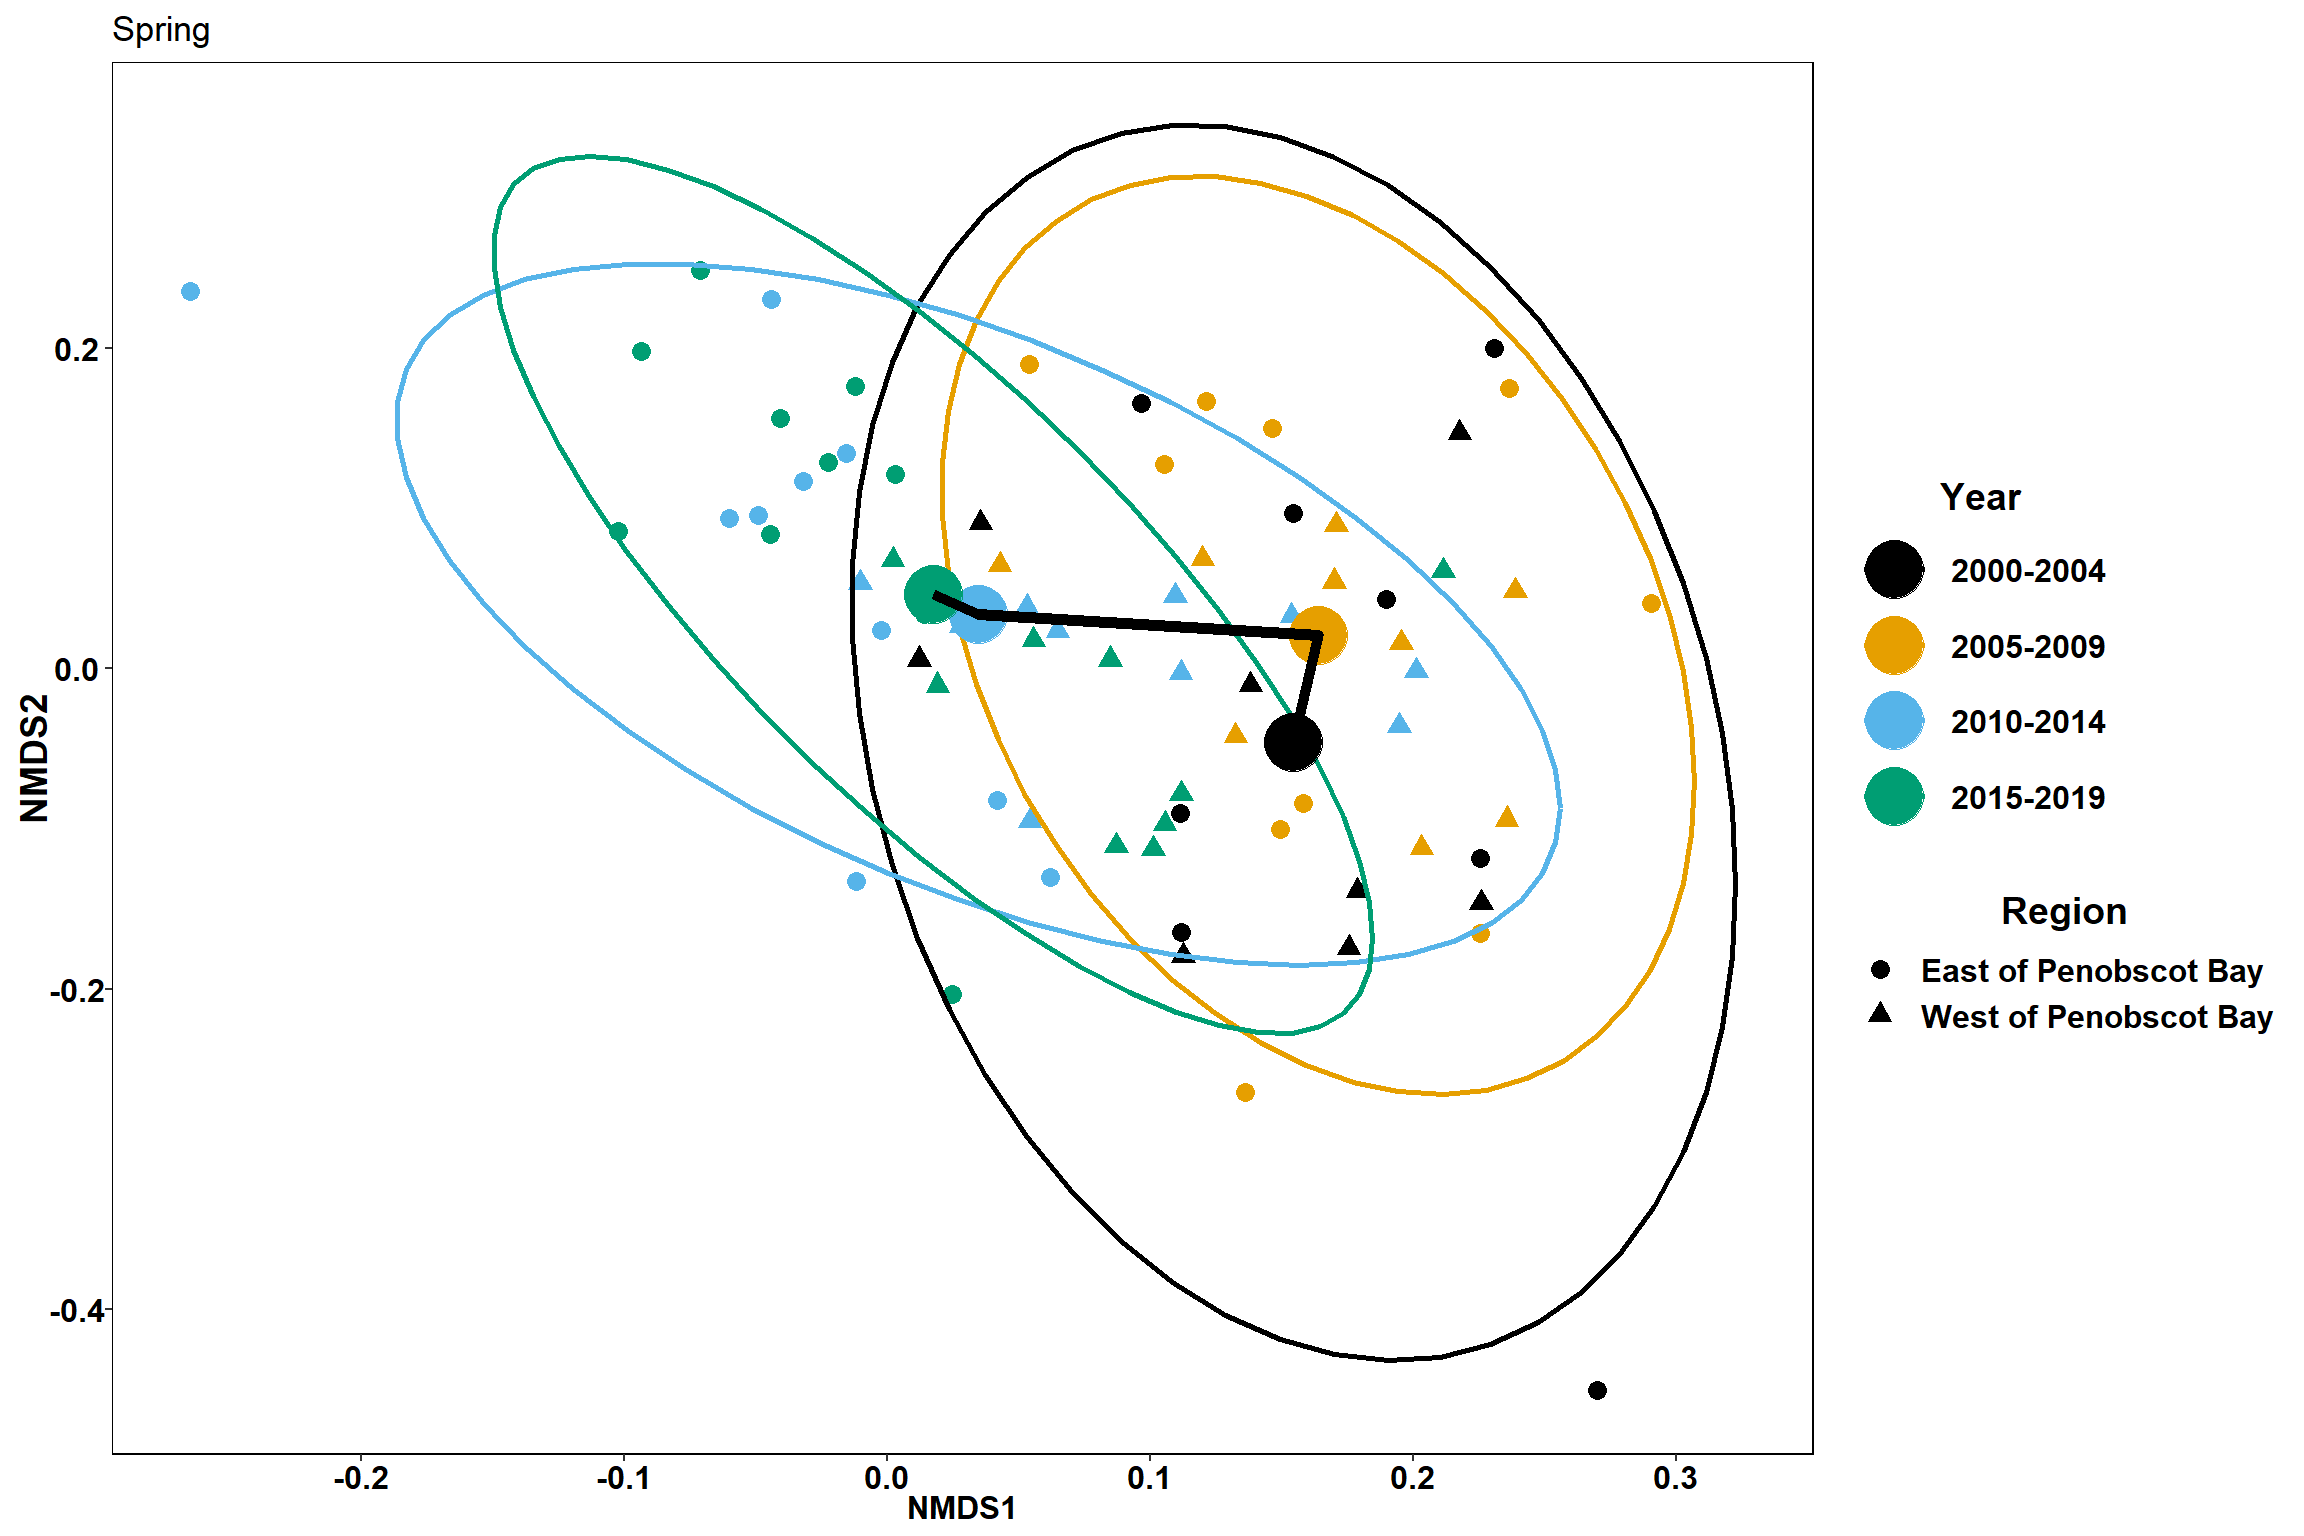 Spring
NMDS2
0.2
0.0
-0.2
-0.4
-0.2
-0.1
0.0
0.1
0.2
0.3
NMDS1
Year
2000-2004
2005-2009
2010-2014
2015-2019
Region
East of Penobscot Bay
West of Penobscot Bay